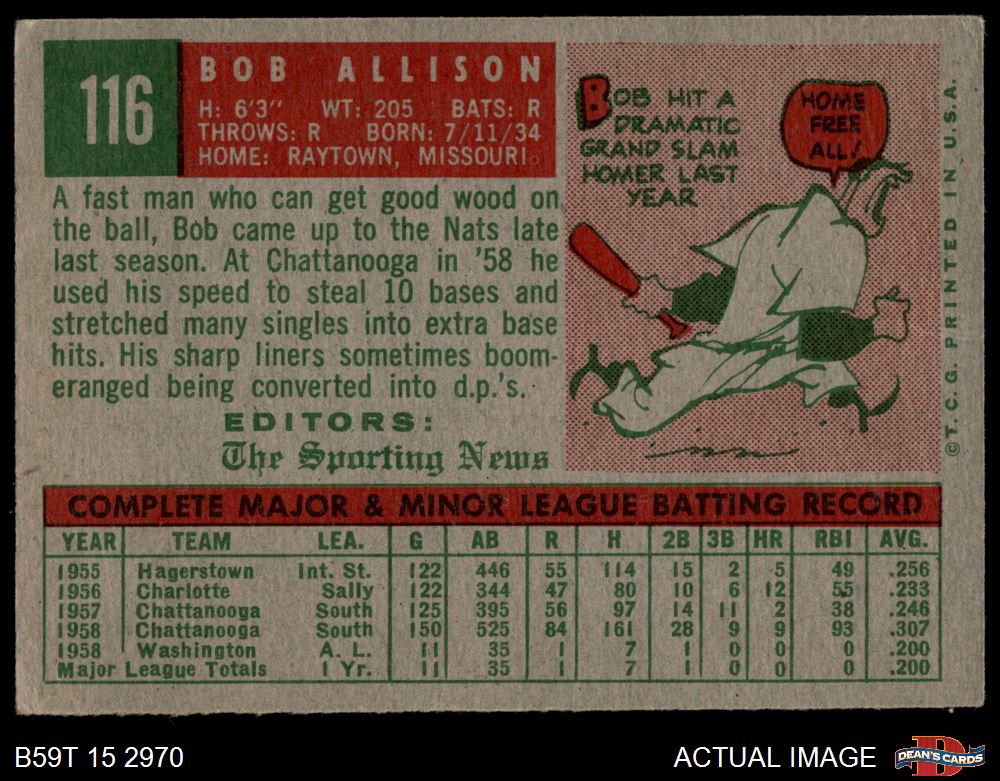 116
BOB ALLISON
H: 6'3" WT: 205 BATS: R
THROWS: R BORN: 7/11/34
HOME: RAYTOWN, MISSOURI
A fast man who can get good wood on
the ball, Bob came up to the Nats late
last season. At Chattanooga in '58 he
used his speed to steal 10 bases and
stretched many singles into extra base
hits. His sharp liners sometimes boom-
eranged being converted into d.p.'s.
EDITORS:
The Sporting News
BOB HIT A
DRAMATIC
GRAND SLAM
HOMER LAST
YEAR
HOME
FREE
ALL!
©T. C. G. PRINTED IN U.S.A.
COMPLETE MAJOR & MINOR LEAGUE BATTING RECORD
YEAR TEAM LEA. G AB R H 2B 3B HR RBI AVG.
1955 Hagerstown Int. St. 122 446 55 114 15 2 5 49 .256
1956 Charlotte Sally 122 344 47 80 10 6 12 55 .233
1957 Chattanooga South 125 395 56 97 14 11 2 38 .246
1958 Chattanooga South 150 525 84 161 28 9 9 93 .307
1958 Washington A. L. 11 35 1 7 1 0 0 0 .200
Major League Totals 1 Yr. 11 35 1 7 1 0 0 0 .200
B59T 15 2970
ACTUAL IMAGE
D
DEAN'S CARDS